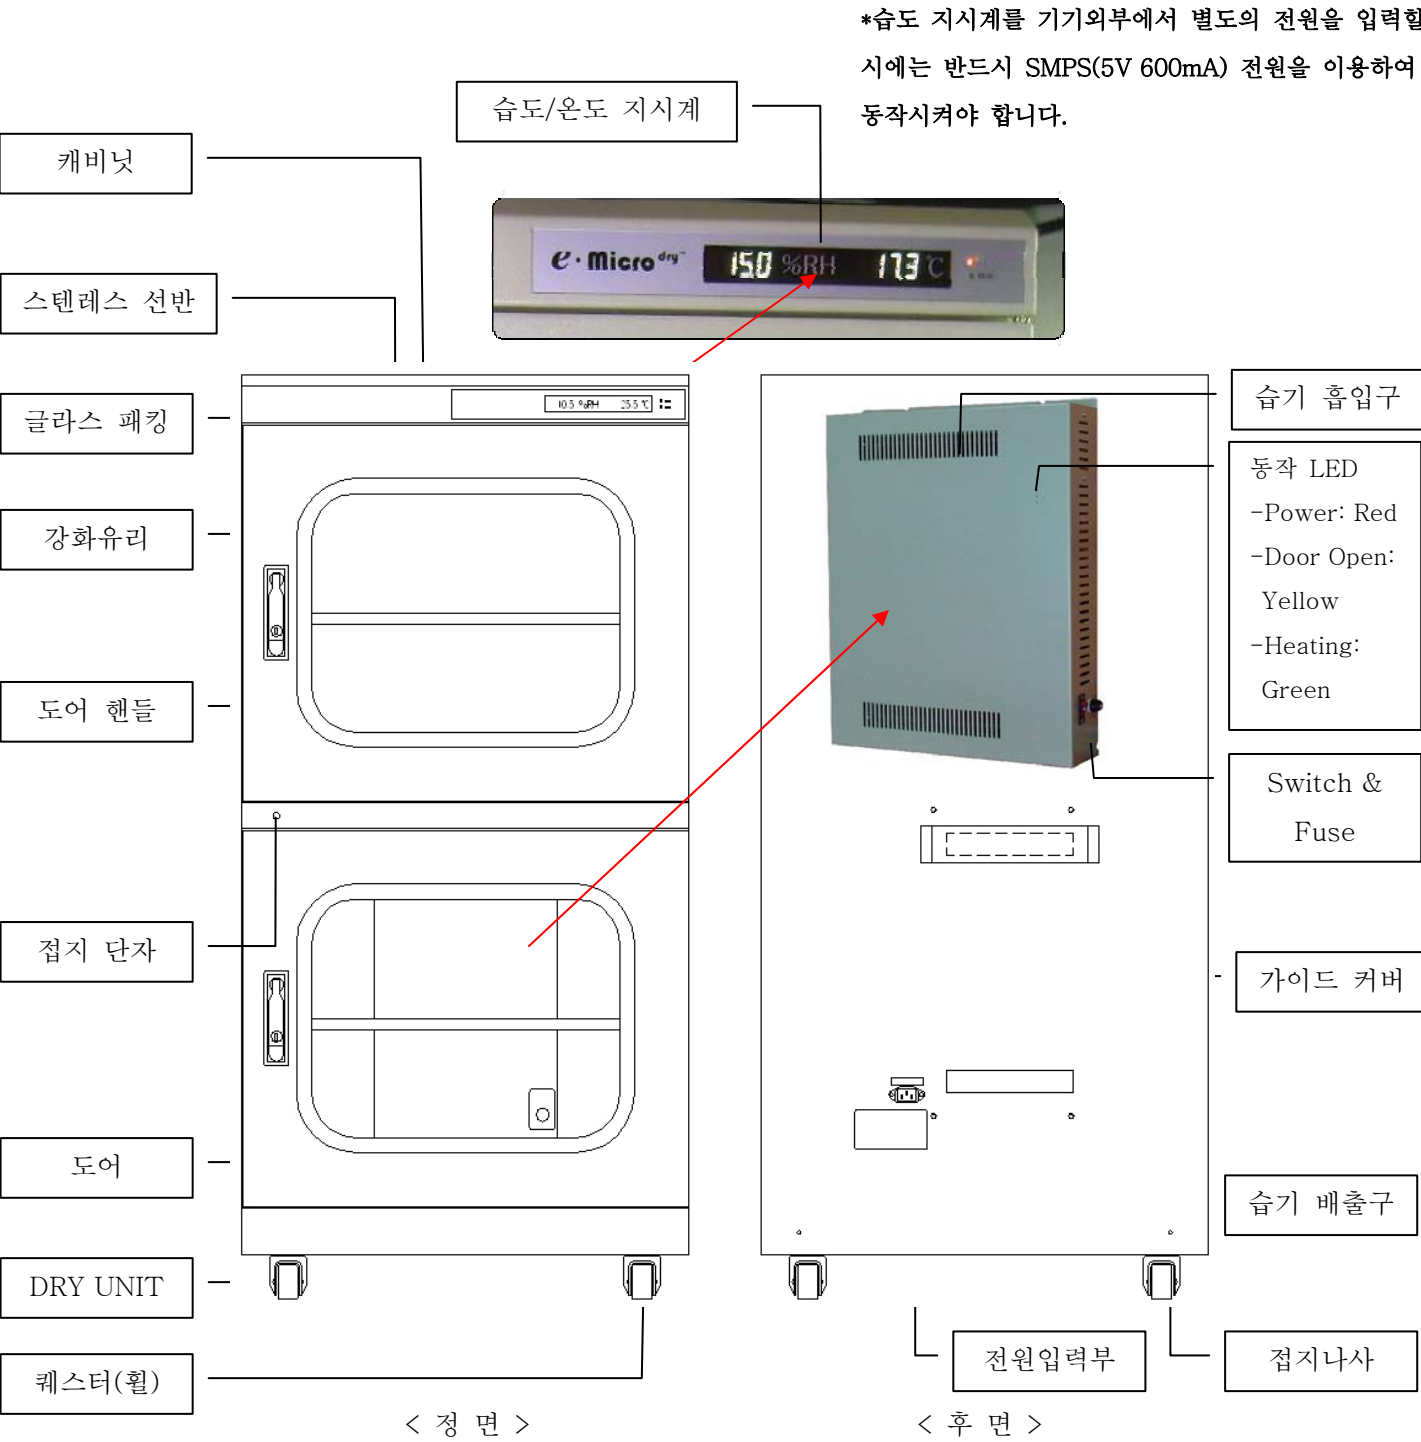 *습도 지시계를 기기외부에서 별도의 전원을 입력할
시에는 반드시 SMPS(5V 600mA) 전원을 이용하여
동작시켜야 합니다.
습도/온도 지시계
캐비닛
e·Micro dry™ 15.0 %RH 17.3 ℃
스텐레스 선반
10.5 %RH 25.5 ℃
글라스 패킹
습기 흡입구
동작 LED
-Power: Red
-Door Open:
Yellow
-Heating:
Green
강화유리
도어 핸들
Switch &
Fuse
접지 단자
가이드 커버
도어
습기 배출구
DRY UNIT
전원입력부
접지나사
퀘스터(휠)
< 정 면 >
< 후 면 >